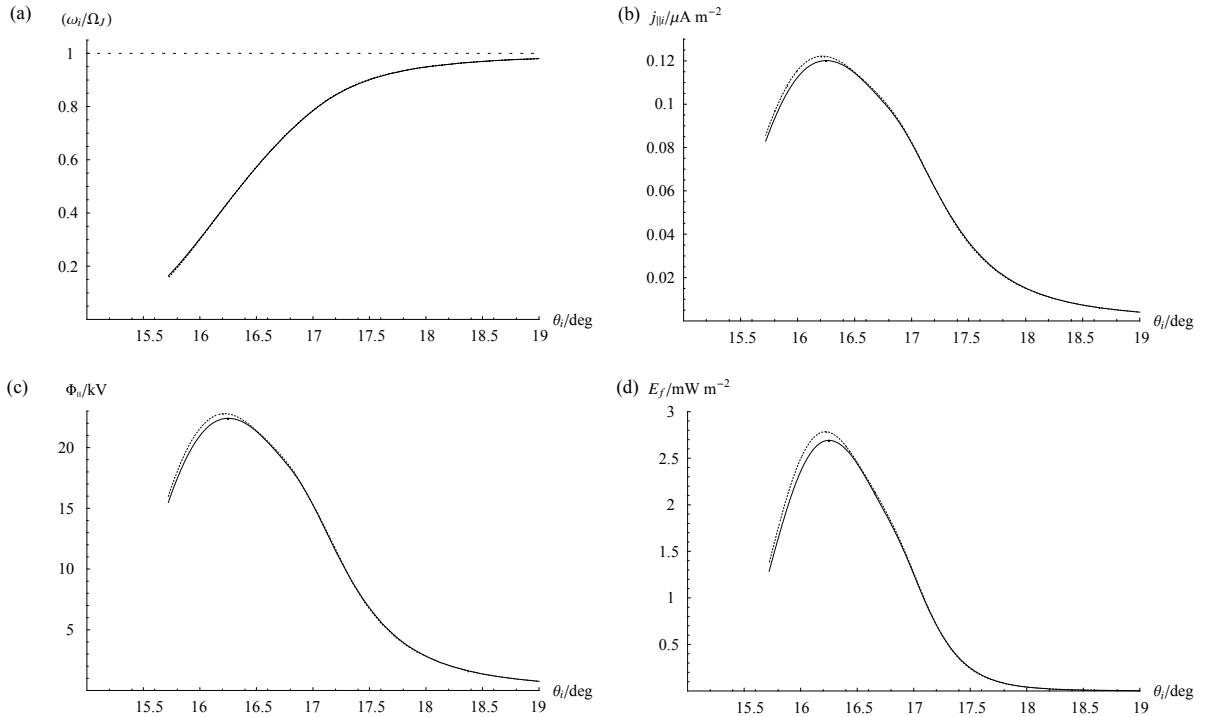 (a)
(ω_i/Ω_J)
1
0.8
0.6
0.4
0.2
15.5 16 16.5 17 17.5 18 18.5 19
θ_i/deg
(b)
j_{∥i}/μA m⁻²
0.12
0.1
0.08
0.06
0.04
0.02
15.5 16 16.5 17 17.5 18 18.5 19
θ_i/deg
(c)
Φ_∥/kV
20
15
10
5
15.5 16 16.5 17 17.5 18 18.5 19
θ_i/deg
(d)
E_f/mW m⁻²
3
2.5
2
1.5
1
0.5
15.5 16 16.5 17 17.5 18 18.5 19
θ_i/deg